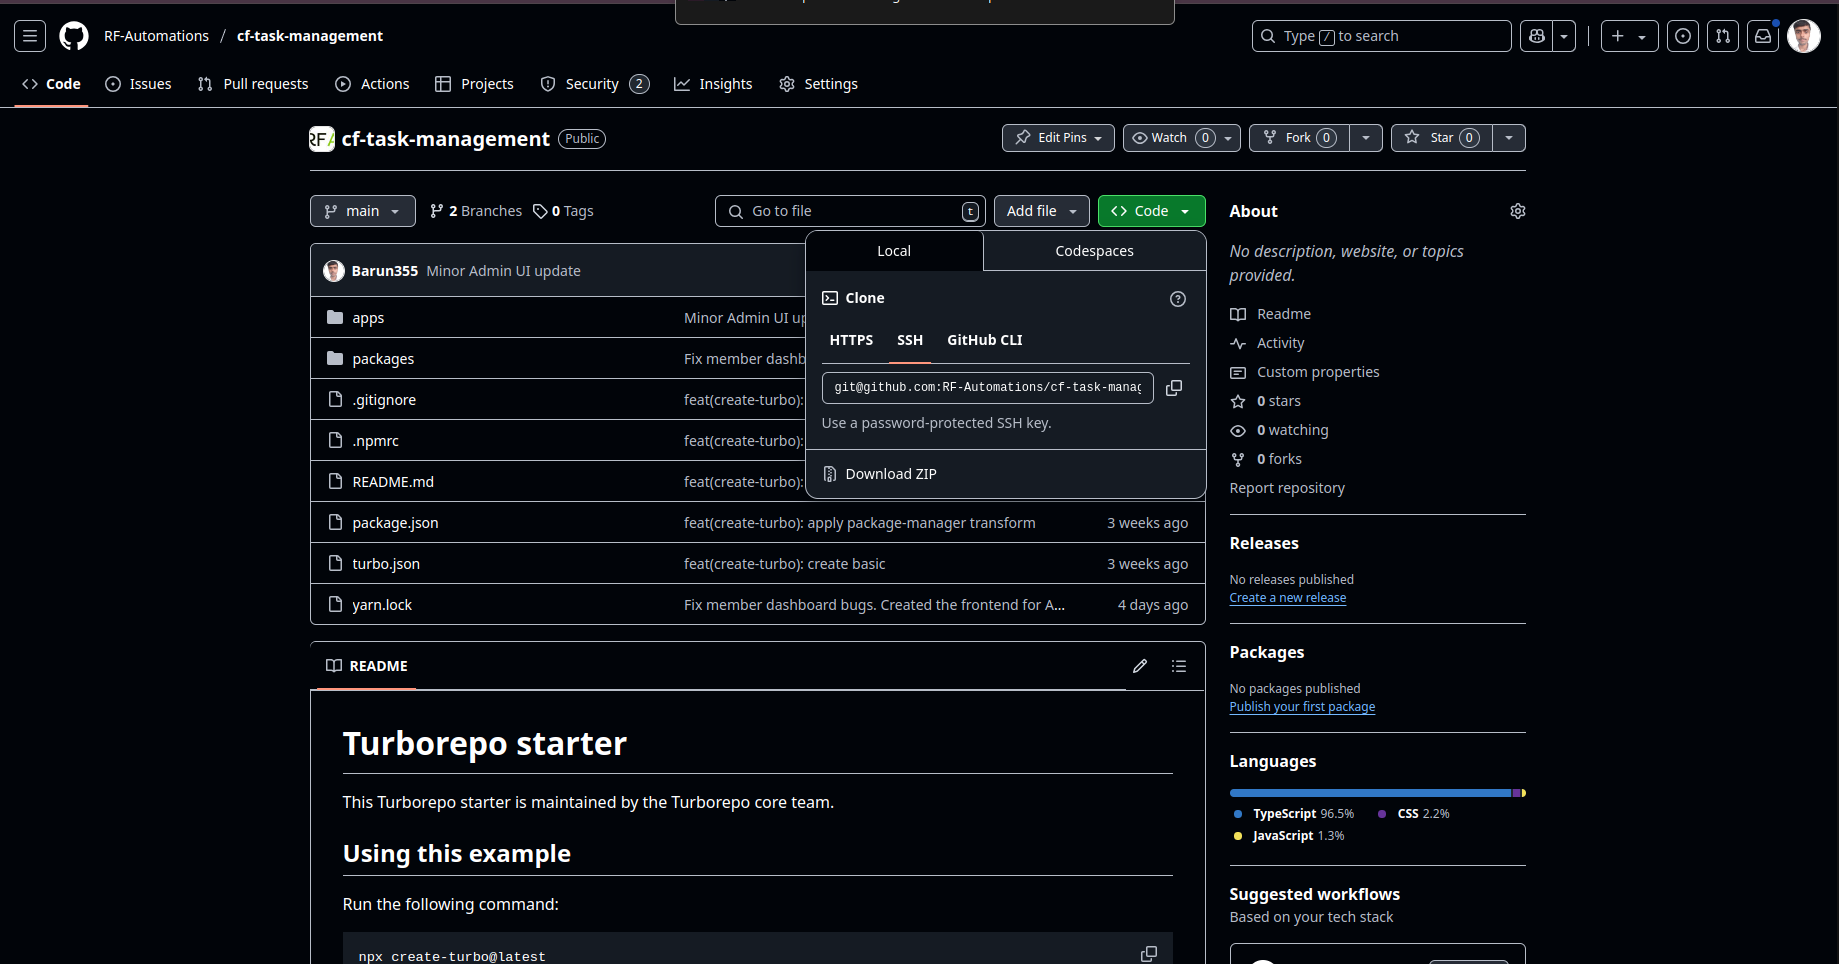 RF-Automations / cf-task-management
Type / to search
Code
Issues
Pull requests
Actions
Projects
Security 2
Insights
Settings
RFA cf-task-management Public
Edit Pins
Watch 0
Fork 0
Star 0
main
2 Branches
0 Tags
Go to file t
Add file
Code
Local
Codespaces
Clone
HTTPS
SSH
GitHub CLI
git@github.com:RF-Automations/cf-task-manag
Use a password-protected SSH key.
Download ZIP
Barun355 Minor Admin UI update
apps Minor Admin UI up
packages Fix member dashb
.gitignore feat(create-turbo):
.npmrc feat(create-turbo):
README.md feat(create-turbo):
package.json feat(create-turbo): apply package-manager transform 3 weeks ago
turbo.json feat(create-turbo): create basic 3 weeks ago
yarn.lock Fix member dashboard bugs. Created the frontend for A... 4 days ago
README
Turborepo starter
This Turborepo starter is maintained by the Turborepo core team.
Using this example
Run the following command:
npx create-turbo@latest
About
No description, website, or topics
provided.
Readme
Activity
Custom properties
0 stars
0 watching
0 forks
Report repository
Releases
No releases published
Create a new release
Packages
No packages published
Publish your first package
Languages
TypeScript 96.5%
CSS 2.2%
JavaScript 1.3%
Suggested workflows
Based on your tech stack